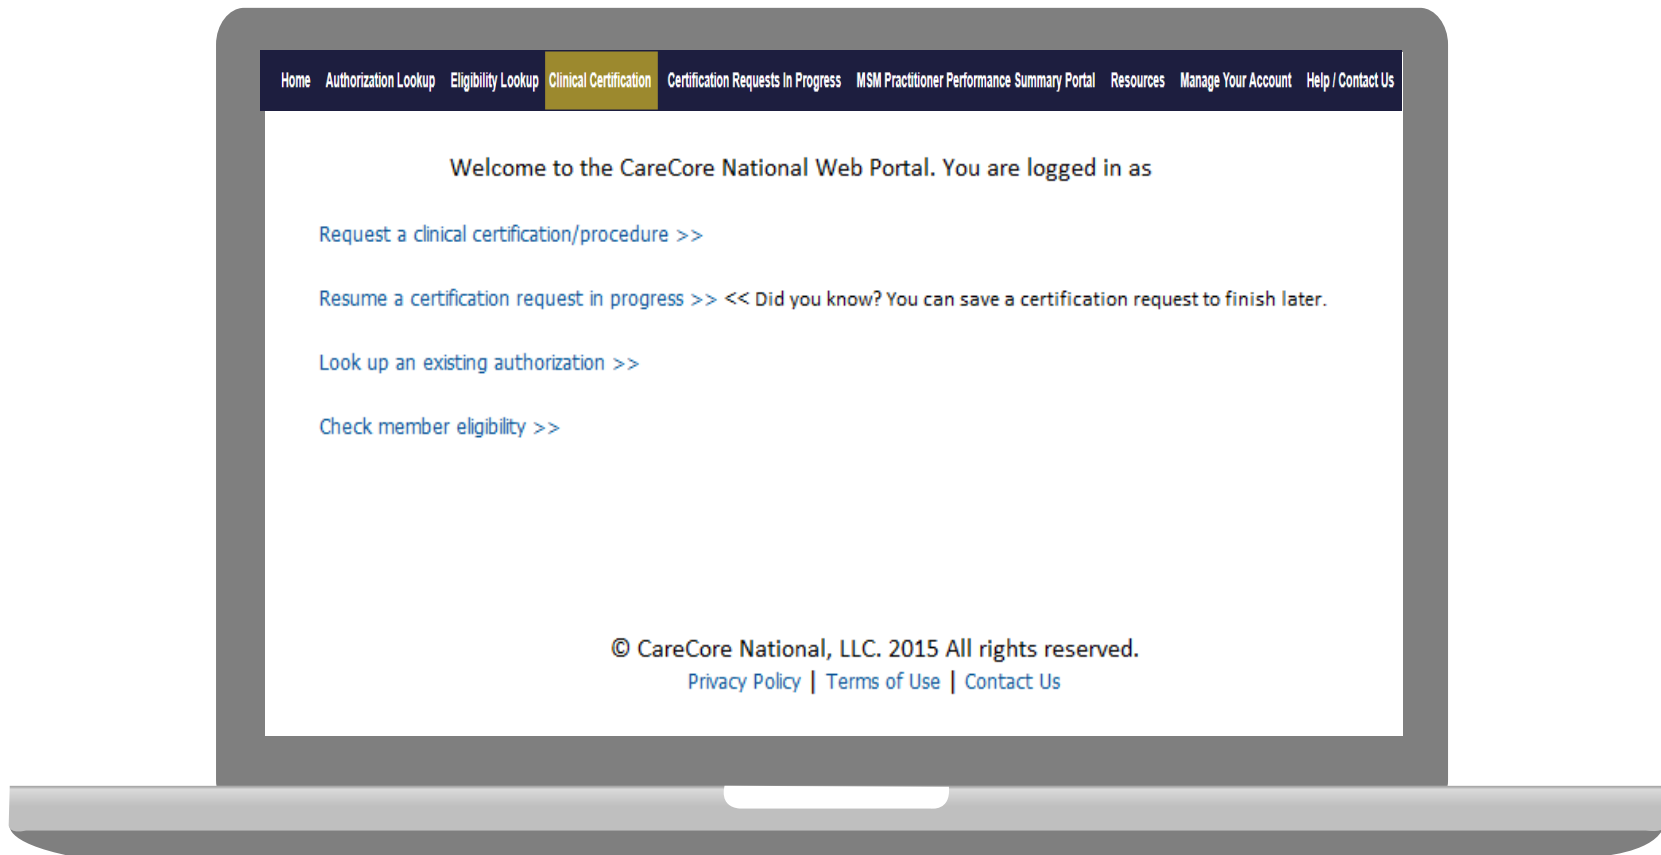 Home Authorization Lookup Eligibility Lookup Clinical Certification Certification Requests In Progress MSM Practitioner Performance Summary Portal Resources Manage Your Account Help / Contact Us
Welcome to the CareCore National Web Portal. You are logged in as
Request a clinical certification/procedure >>
Resume a certification request in progress >> << Did you know? You can save a certification request to finish later.
Look up an existing authorization >>
Check member eligibility >>
© CareCore National, LLC. 2015 All rights reserved.
Privacy Policy | Terms of Use | Contact Us